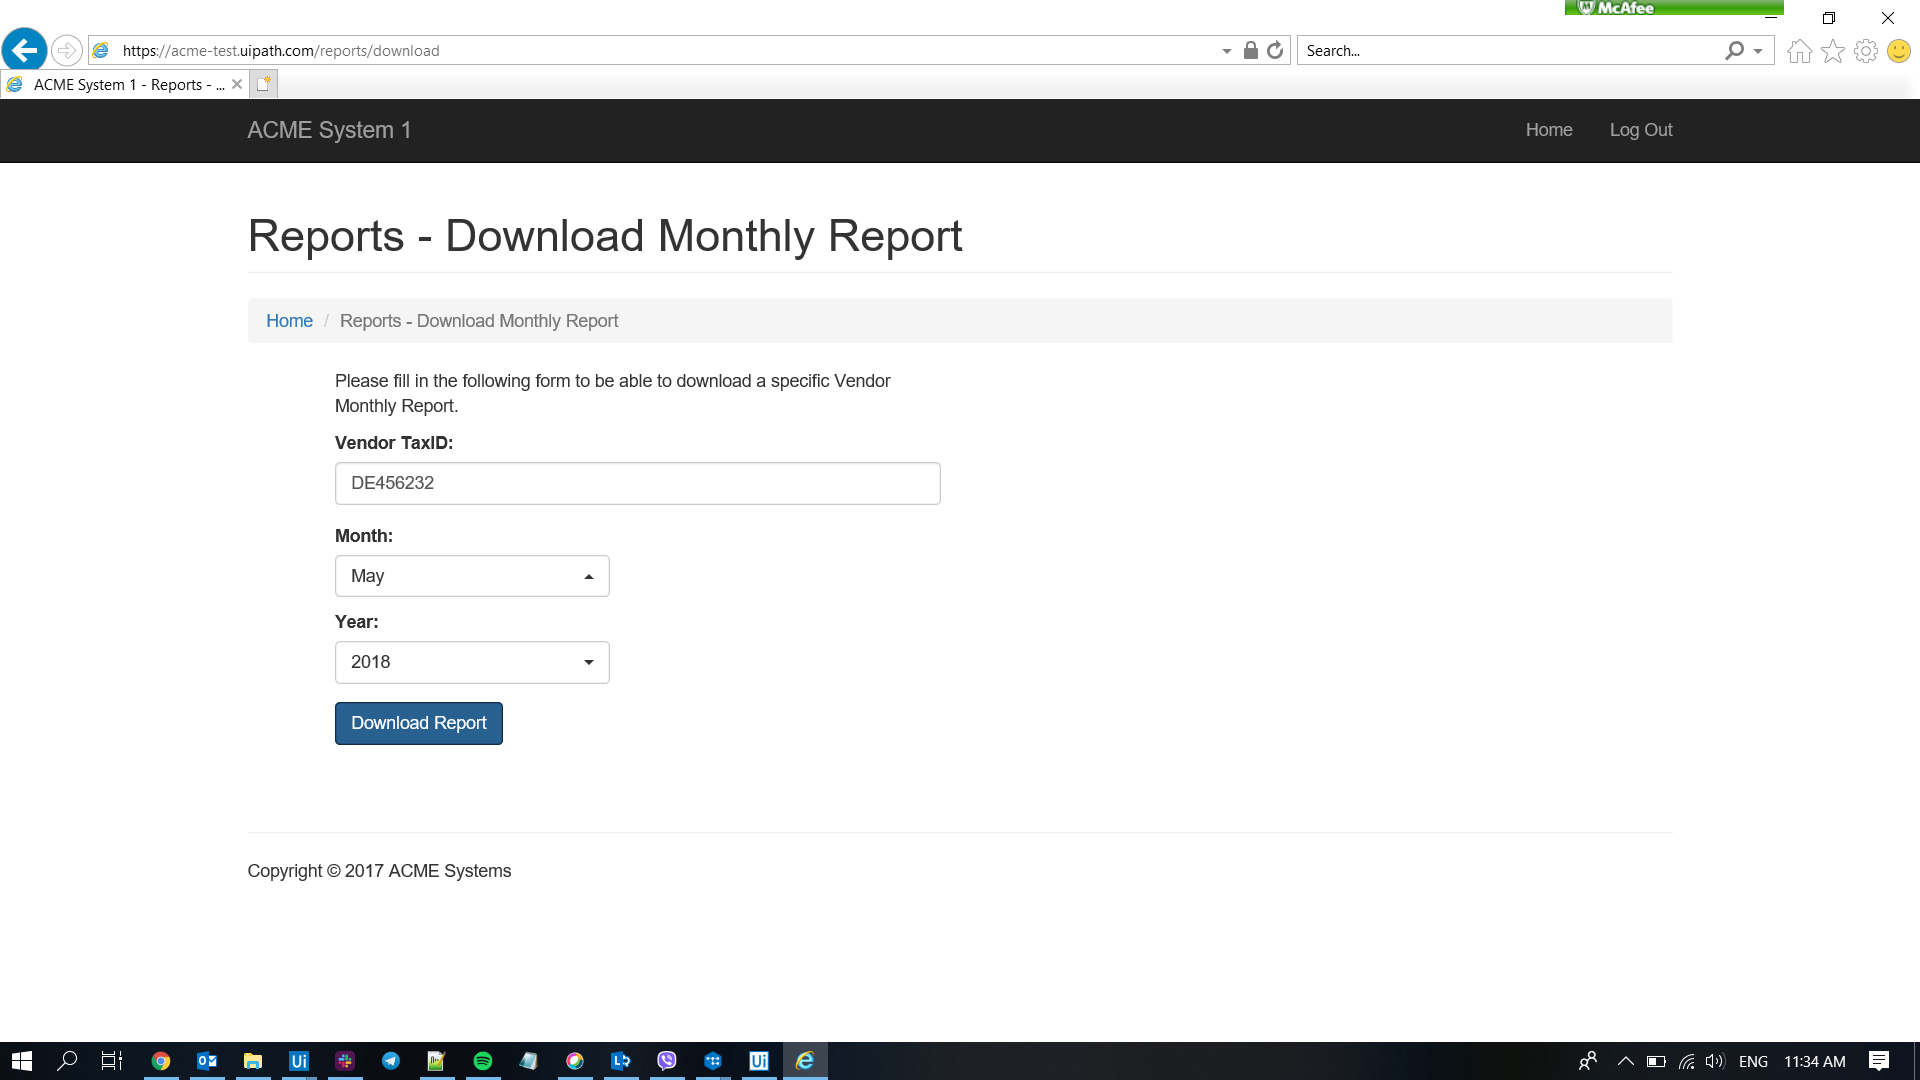 McAfee
https://acme-test.uipath.com/reports/download
Search...
ACME System 1 - Reports - ...
ACME System 1
Home
Log Out
Reports - Download Monthly Report
Home / Reports - Download Monthly Report
Please fill in the following form to be able to download a specific Vendor
Monthly Report.
Vendor TaxID:
DE456232
Month:
May
Year:
2018
Download Report
Copyright © 2017 ACME Systems
ENG
11:34 AM